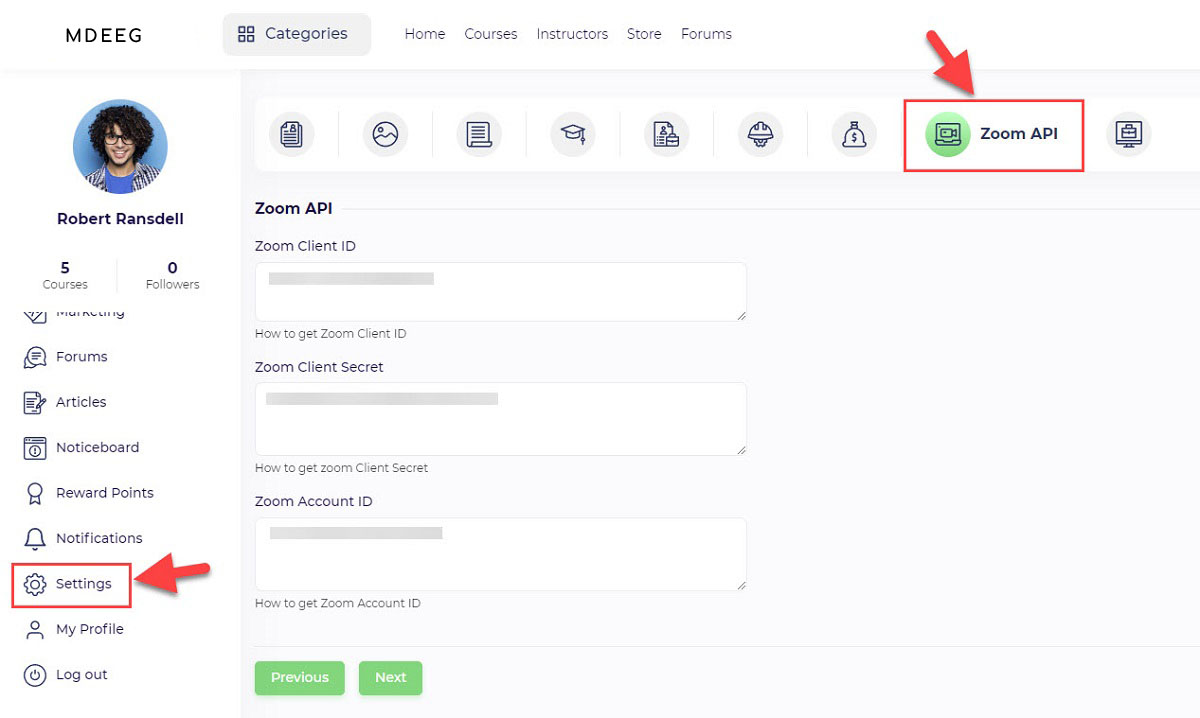 MDEEG
Categories
Home
Courses
Instructors
Store
Forums
Zoom API
Robert Ransdell
5
Courses
0
Followers
Marketing
Forums
Articles
Noticeboard
Reward Points
Notifications
Settings
My Profile
Log out
Zoom API
Zoom Client ID
How to get Zoom Client ID
Zoom Client Secret
How to get zoom Client Secret
Zoom Account ID
How to get Zoom Account ID
Previous
Next